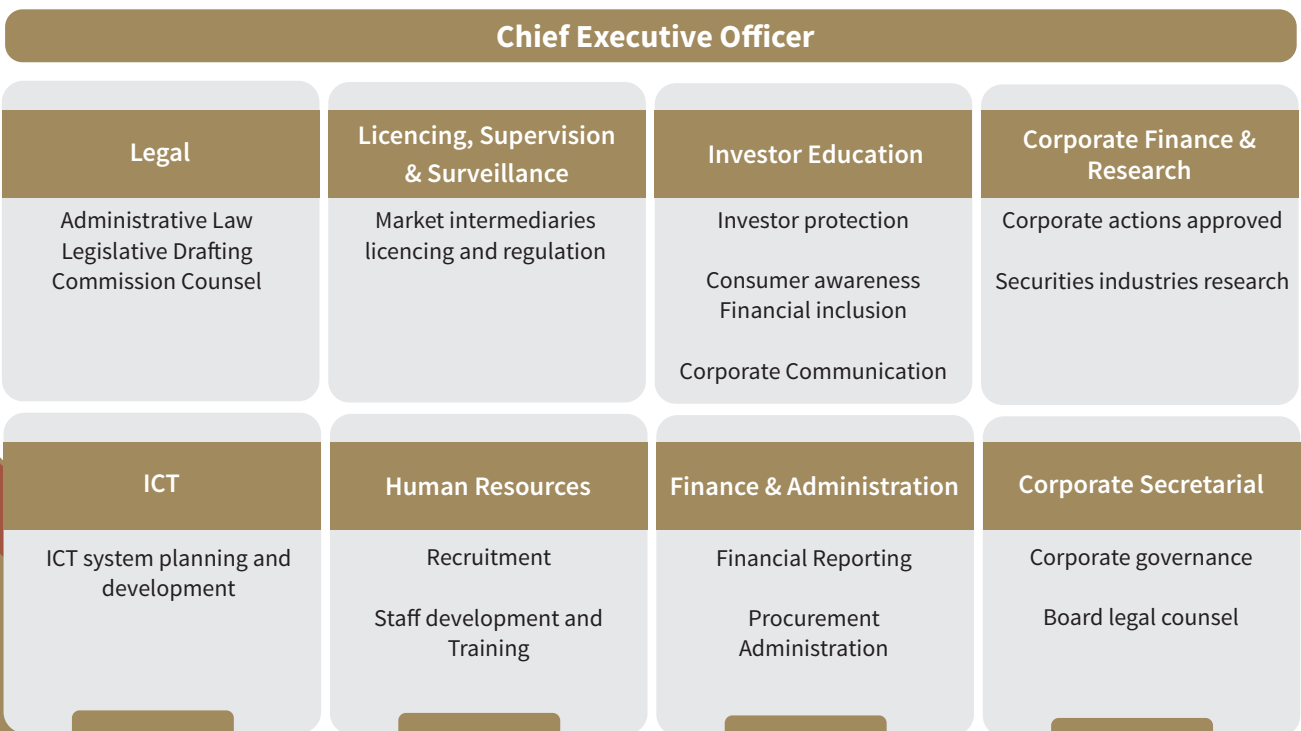 Chief Executive Officer
Legal
Administrative Law
Legislative Drafting
Commission Counsel
Licencing, Supervision
& Surveillance
Market intermediaries
licencing and regulation
Investor Education
Investor protection
Consumer awareness
Financial inclusion
Corporate Communication
Corporate Finance &
Research
Corporate actions approved
Securities industries research
ICT
ICT system planning and
development
Human Resources
Recruitment
Staff development and
Training
Finance & Administration
Financial Reporting
Procurement
Administration
Corporate Secretarial
Corporate governance
Board legal counsel